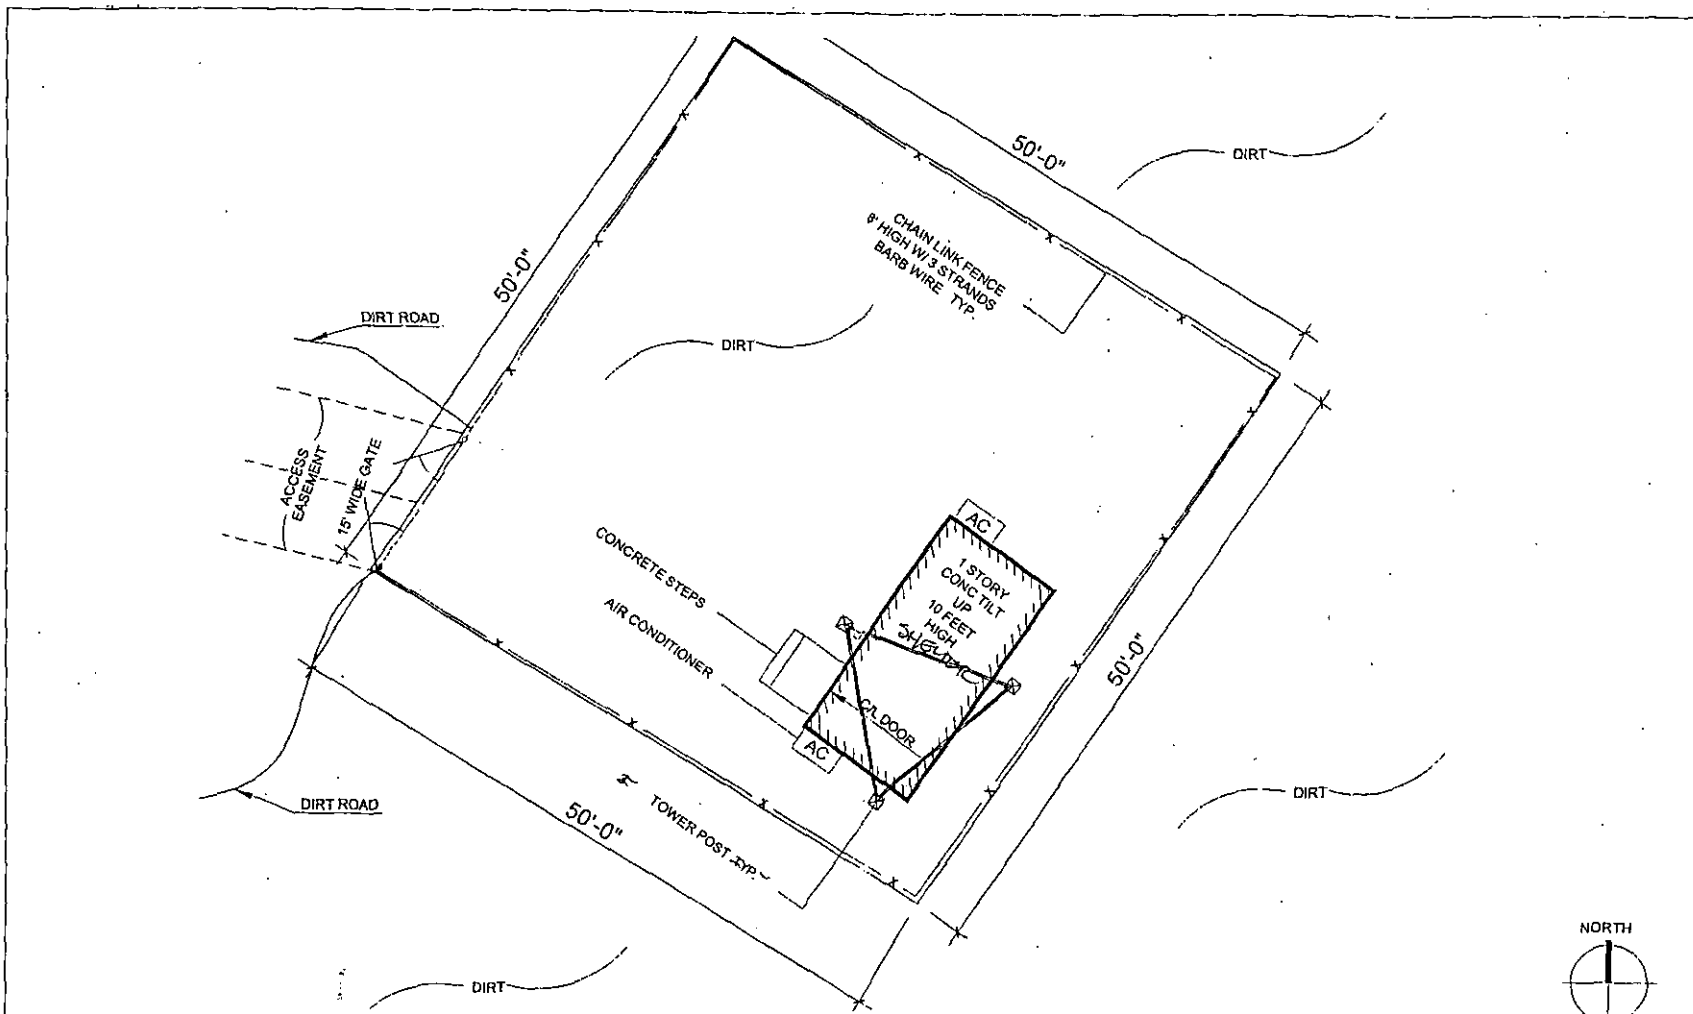 50'-0"
DIRT
CHAIN LINK FENCE
8' HIGH W/ 3 STRANDS
BARB WIRE TYP.
50'-0"
DIRT ROAD
DIRT
ACCESS
EASEMENT
15' WIDE GATE
CONCRETE STEPS
AIR CONDITIONER
AC
1 STORY
CONC TILT
UP
10 FEET
HIGH
SHELTER
C/L DOOR
AC
50'-0"
DIRT ROAD
TOWER POST TYP.
50'-0"
DIRT
DIRT
NORTH